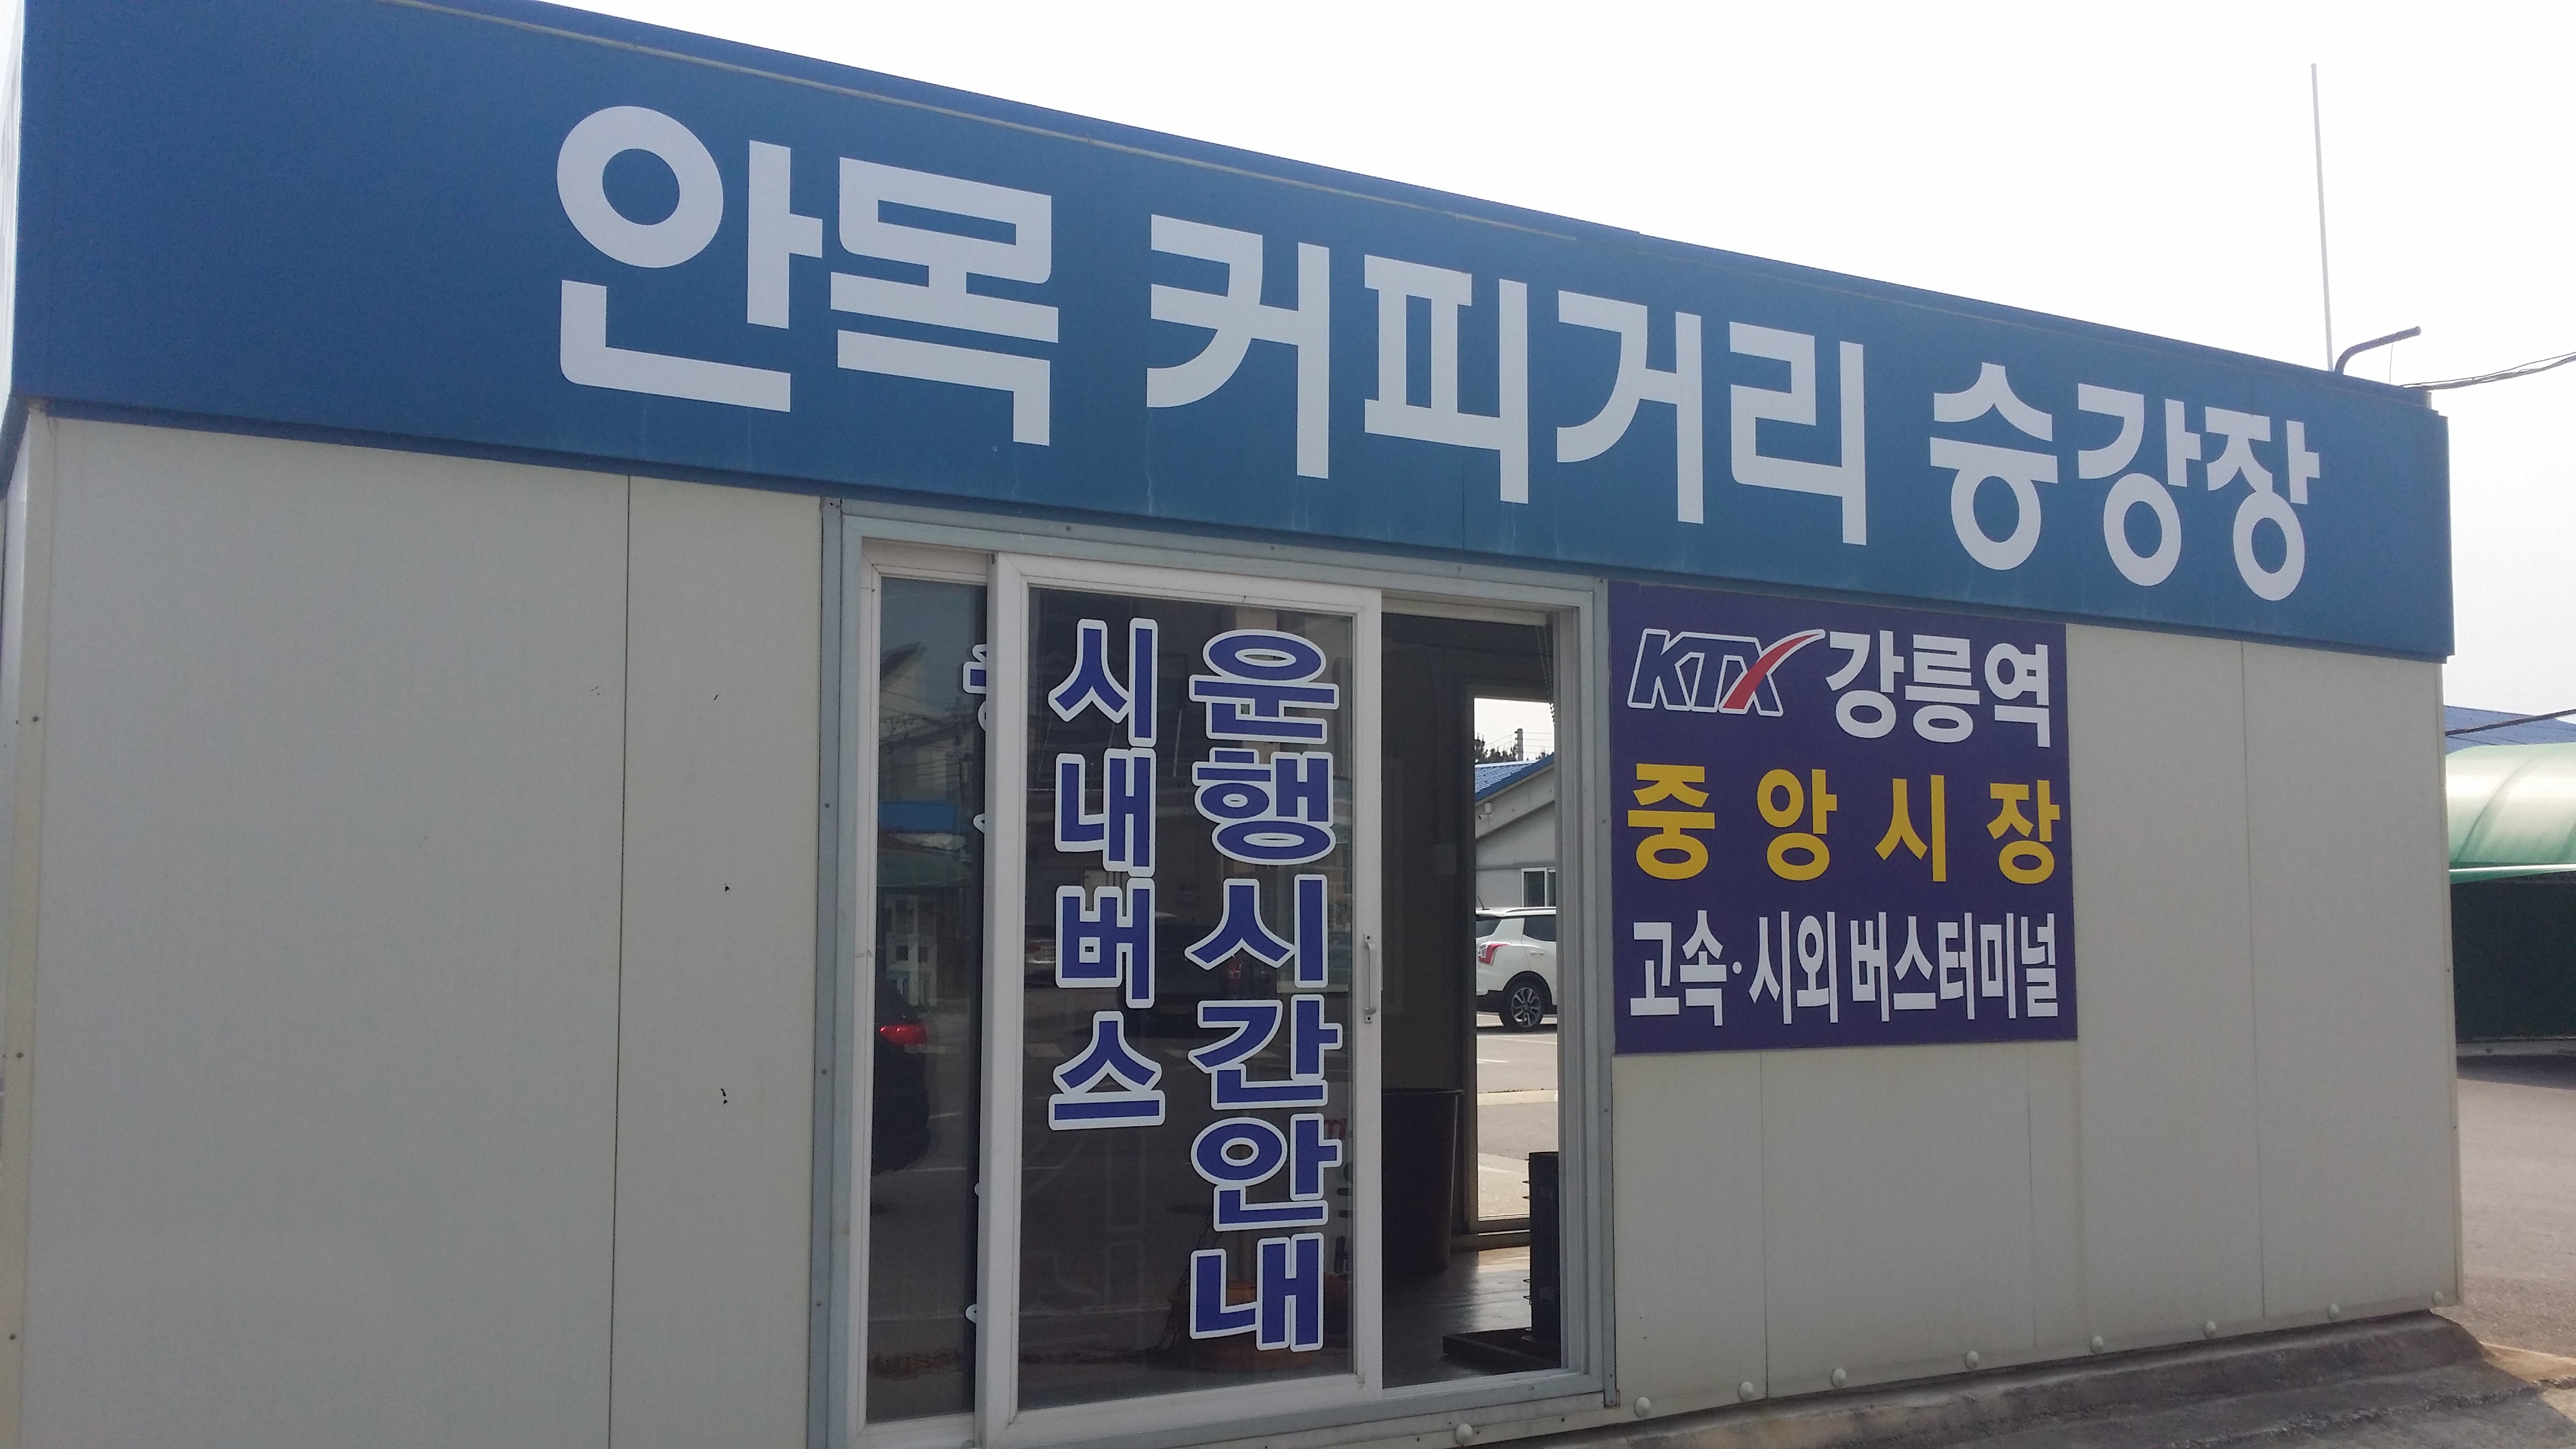 안목 커피거리 승강장
시내버스
운행시간안내
KTX 강릉역
중앙시장
고속·시외 버스터미널